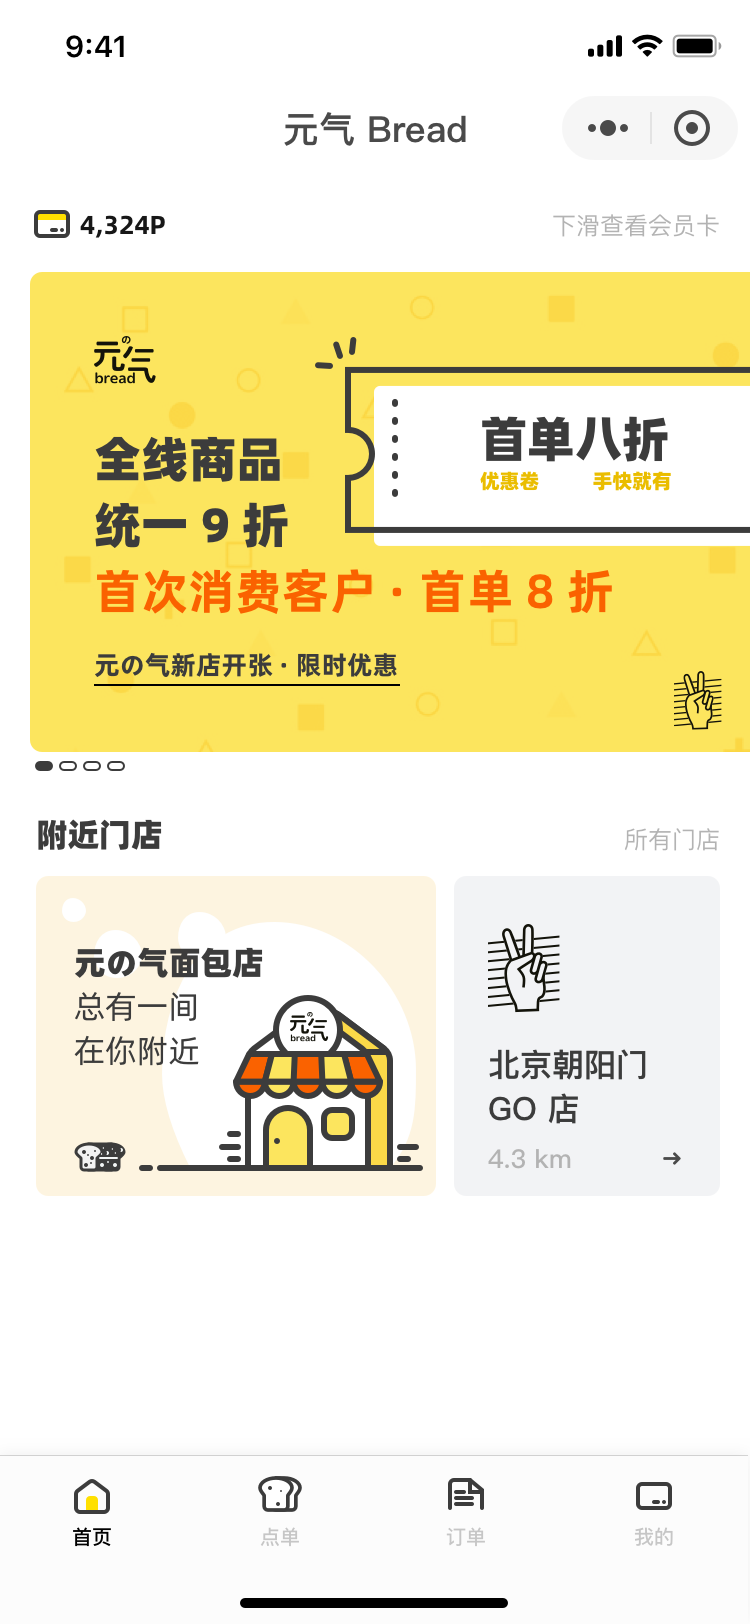 9:41
元气 Bread
4,324P
下滑查看会员卡
元の气
bread
全线商品
统一 9 折
首次消费客户 · 首单 8 折
元の气新店开张 · 限时优惠
首单八折
优惠卷 手快就有
附近门店
所有门店
元の气面包店
总有一间
在你附近
元の气
bread
北京朝阳门
GO 店
4.3 km
首页
点单
订单
我的